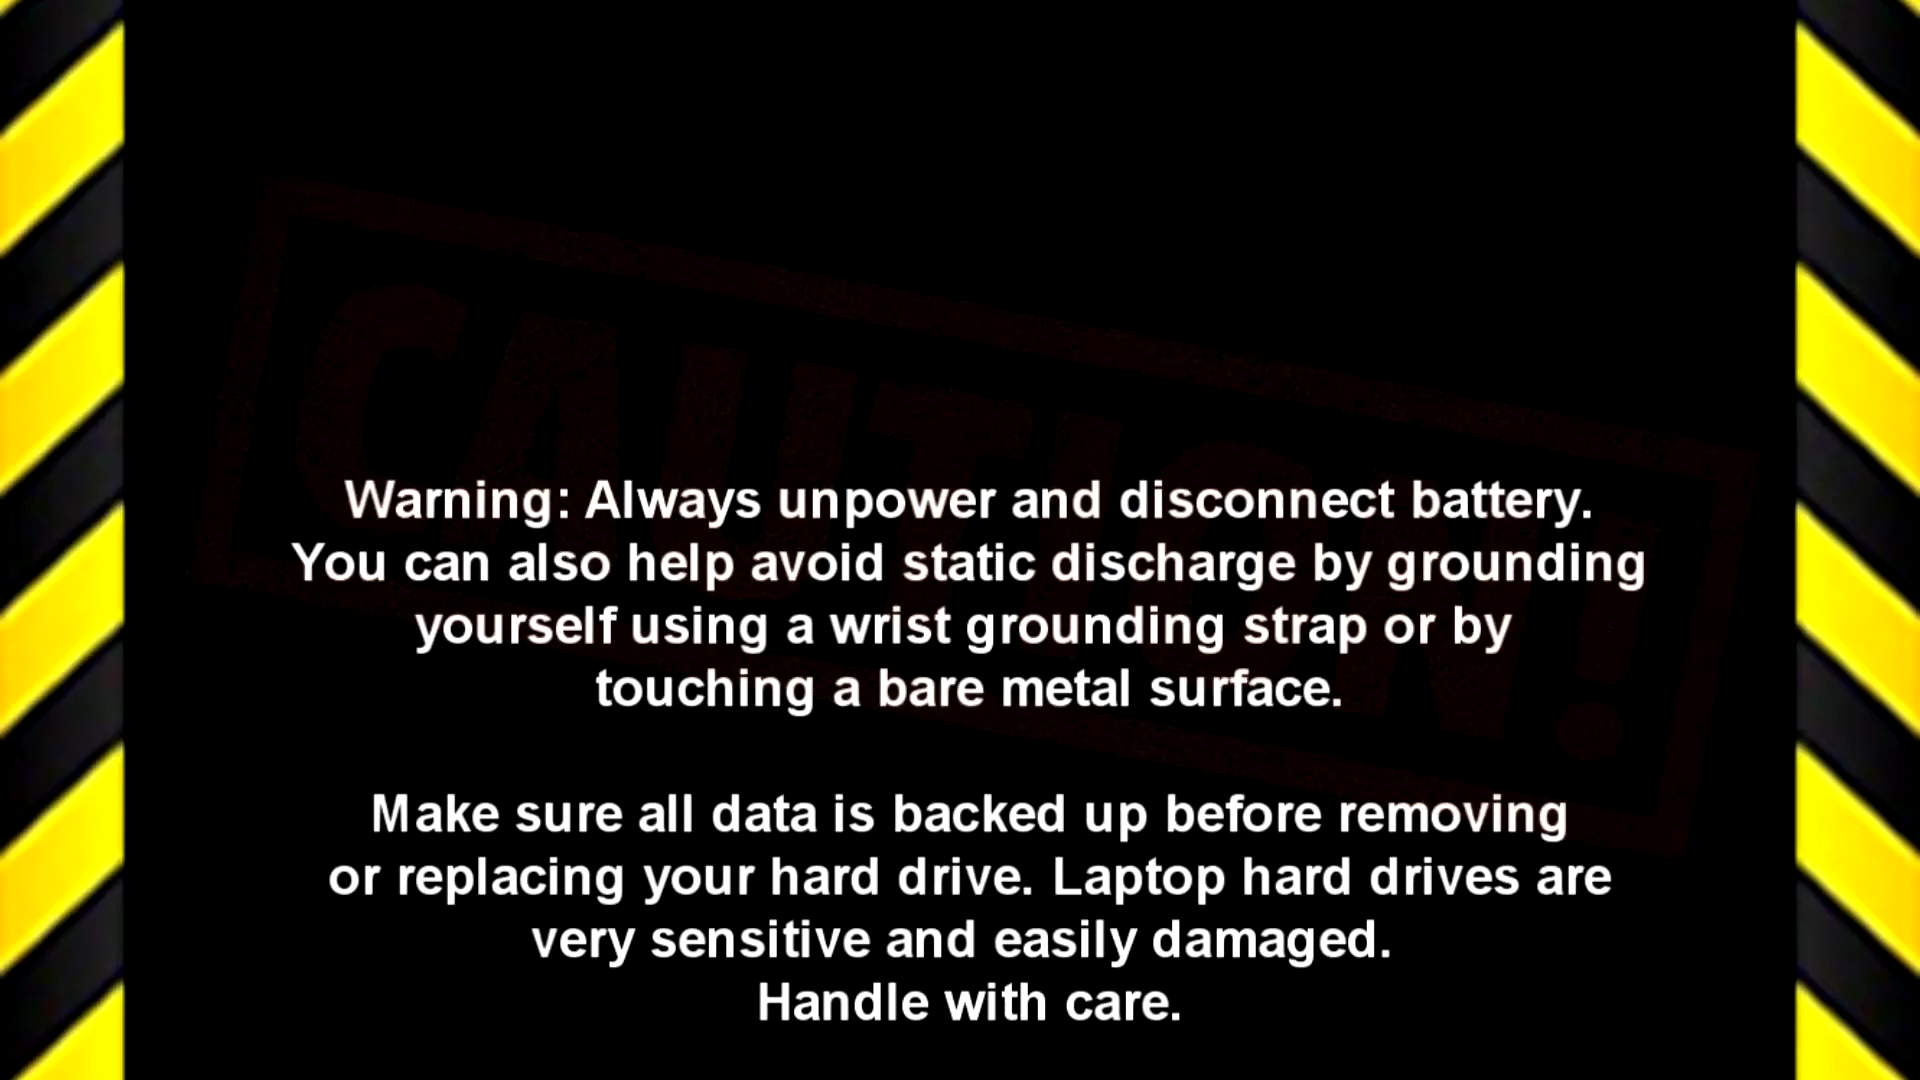 CAUTION!
Warning: Always unpower and disconnect battery.
You can also help avoid static discharge by grounding
yourself using a wrist grounding strap or by
touching a bare metal surface.
Make sure all data is backed up before removing
or replacing your hard drive. Laptop hard drives are
very sensitive and easily damaged.
Handle with care.